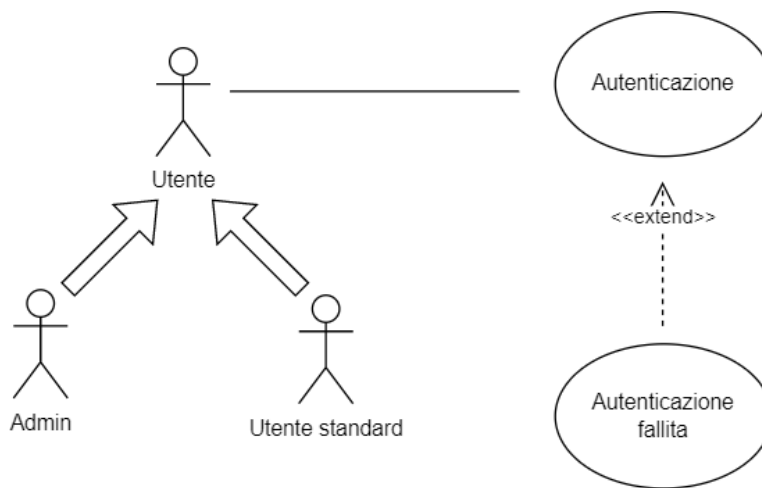 Autenticazione
Utente
<<extend>>
Admin
Utente standard
Autenticazione
fallita